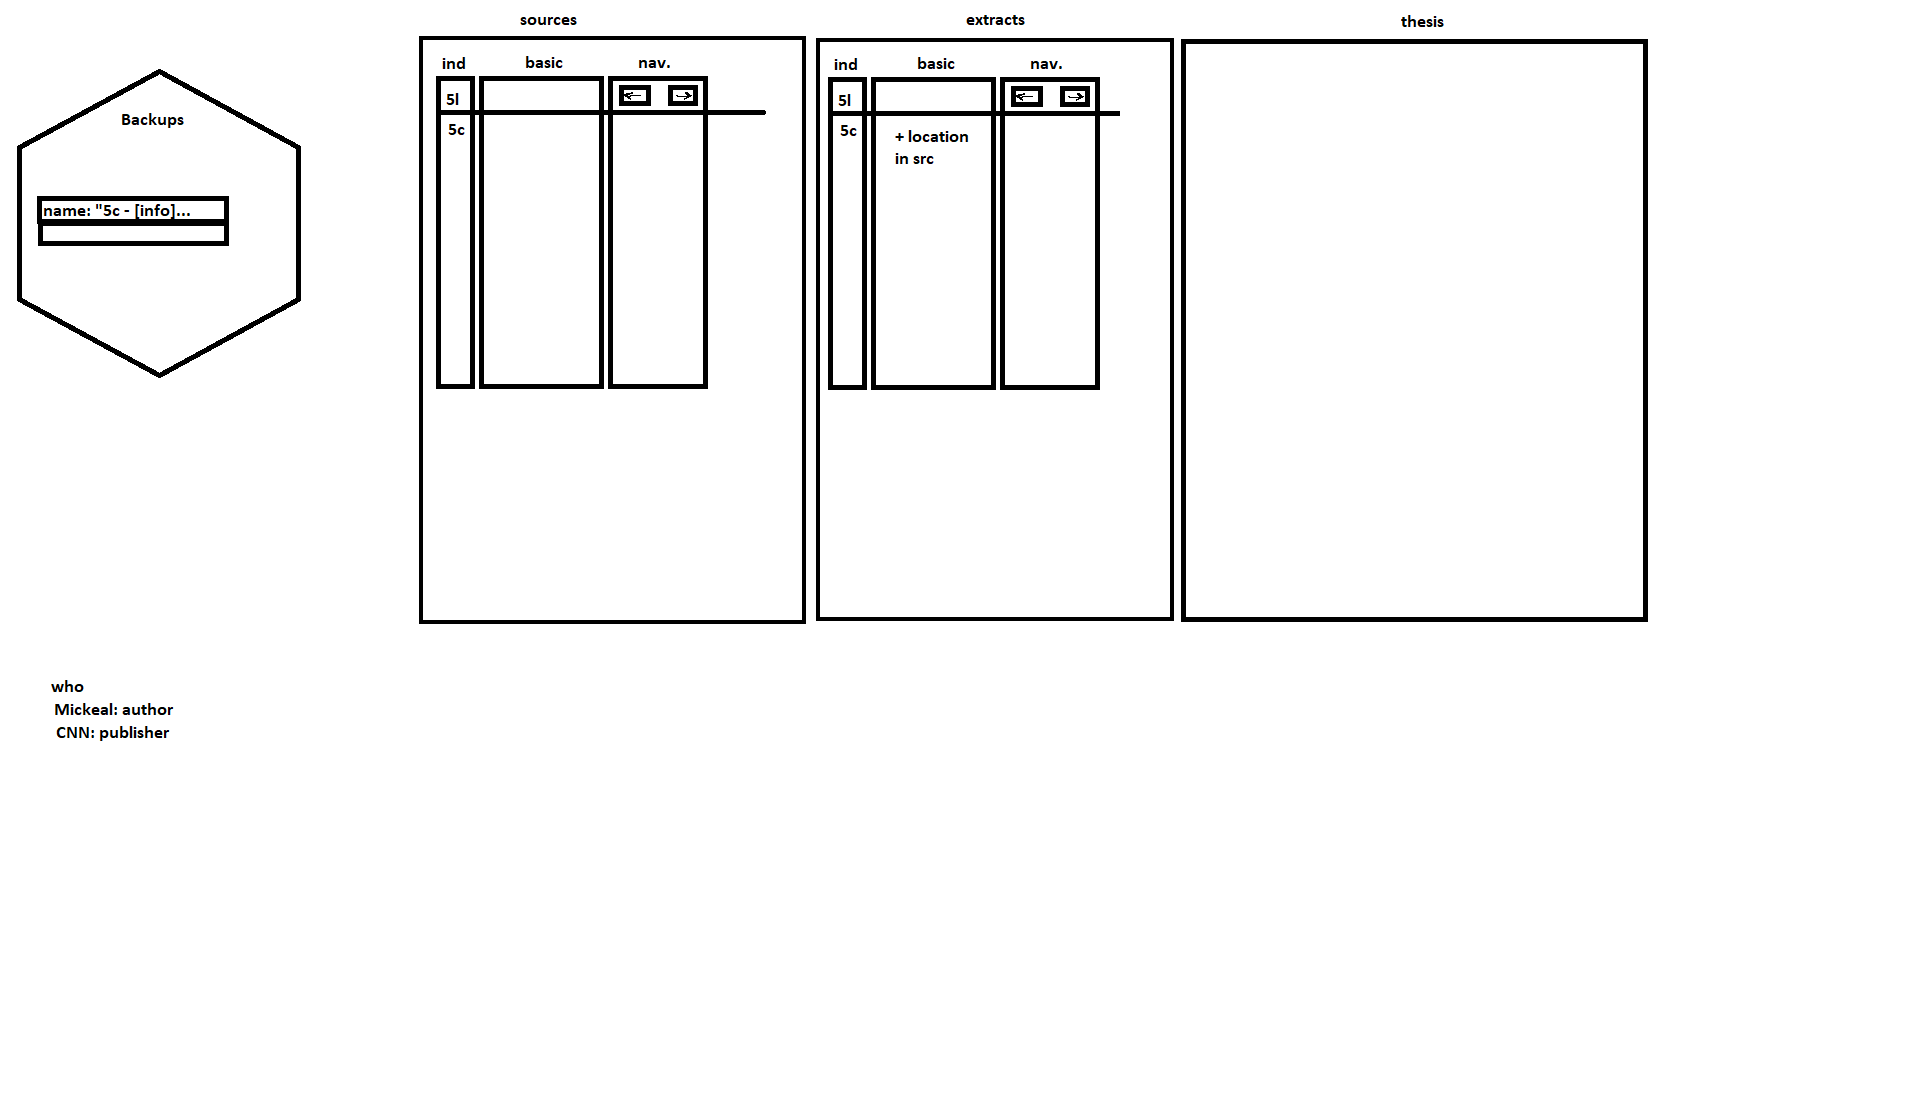 sources
extracts
thesis
Backups
name: "5c - [info]...
ind
basic
nav.
5l
5c
ind
basic
nav.
5l
5c
+ location
in src
who
Mickeal: author
CNN: publisher